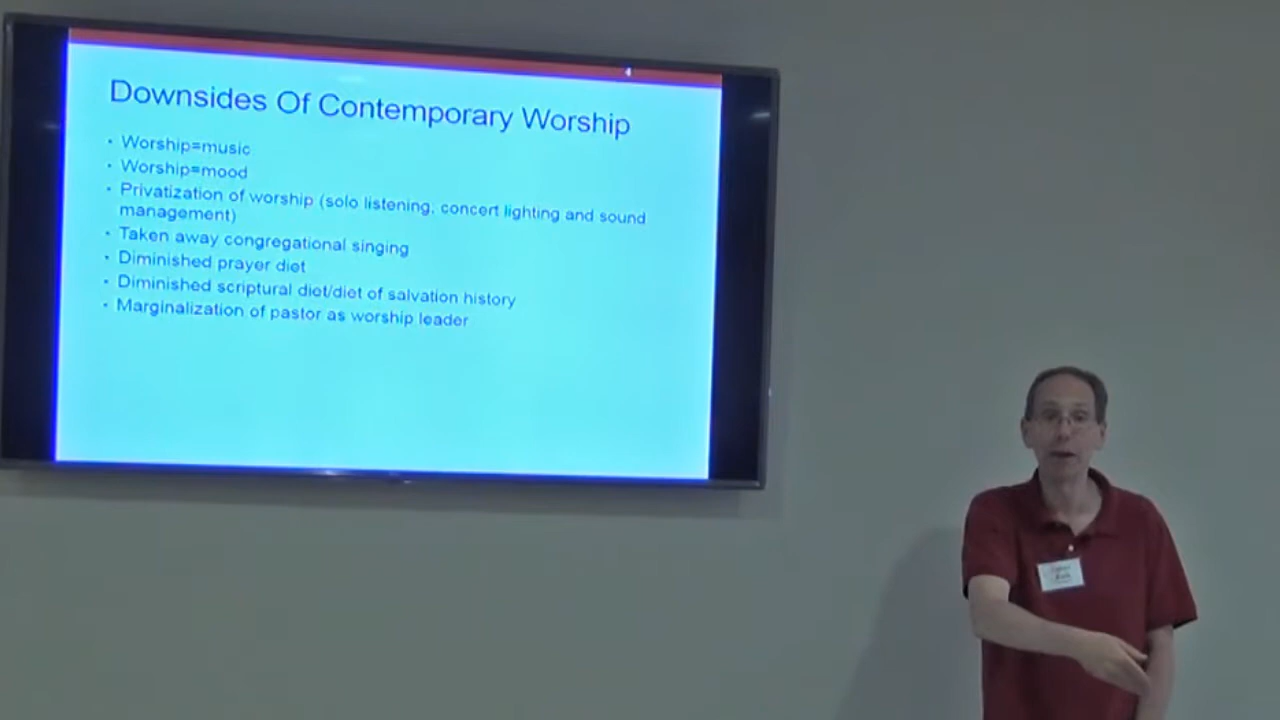 Downsides Of Contemporary Worship
• Worship=music
• Worship=mood
• Privatization of worship (solo listening, concert lighting and sound
management)
• Taken away congregational singing
• Diminished prayer diet
• Diminished scriptural diet/diet of salvation history
• Marginalization of pastor as worship leader